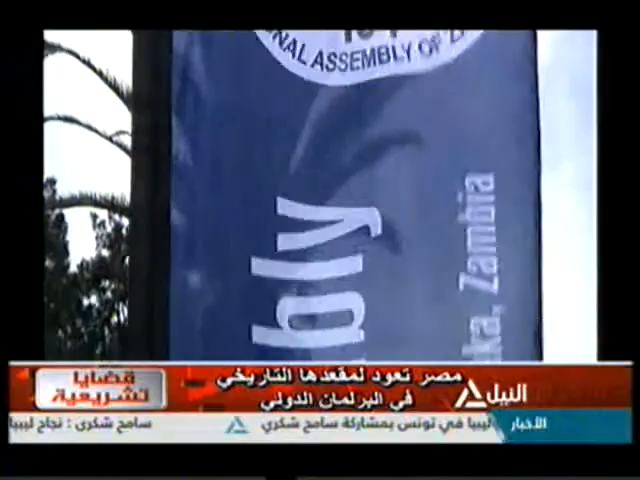 NAL ASSEMBLY OF
bly
ka, Zambia
قضايا
تشريعية
مصر تعود لمقعدها التاريخي
في البرلمان الدولي
النيل
الأخبار
ليبيا في تونس بمشاركة سامح شكري
سامح شكري : نجاح ليبيا